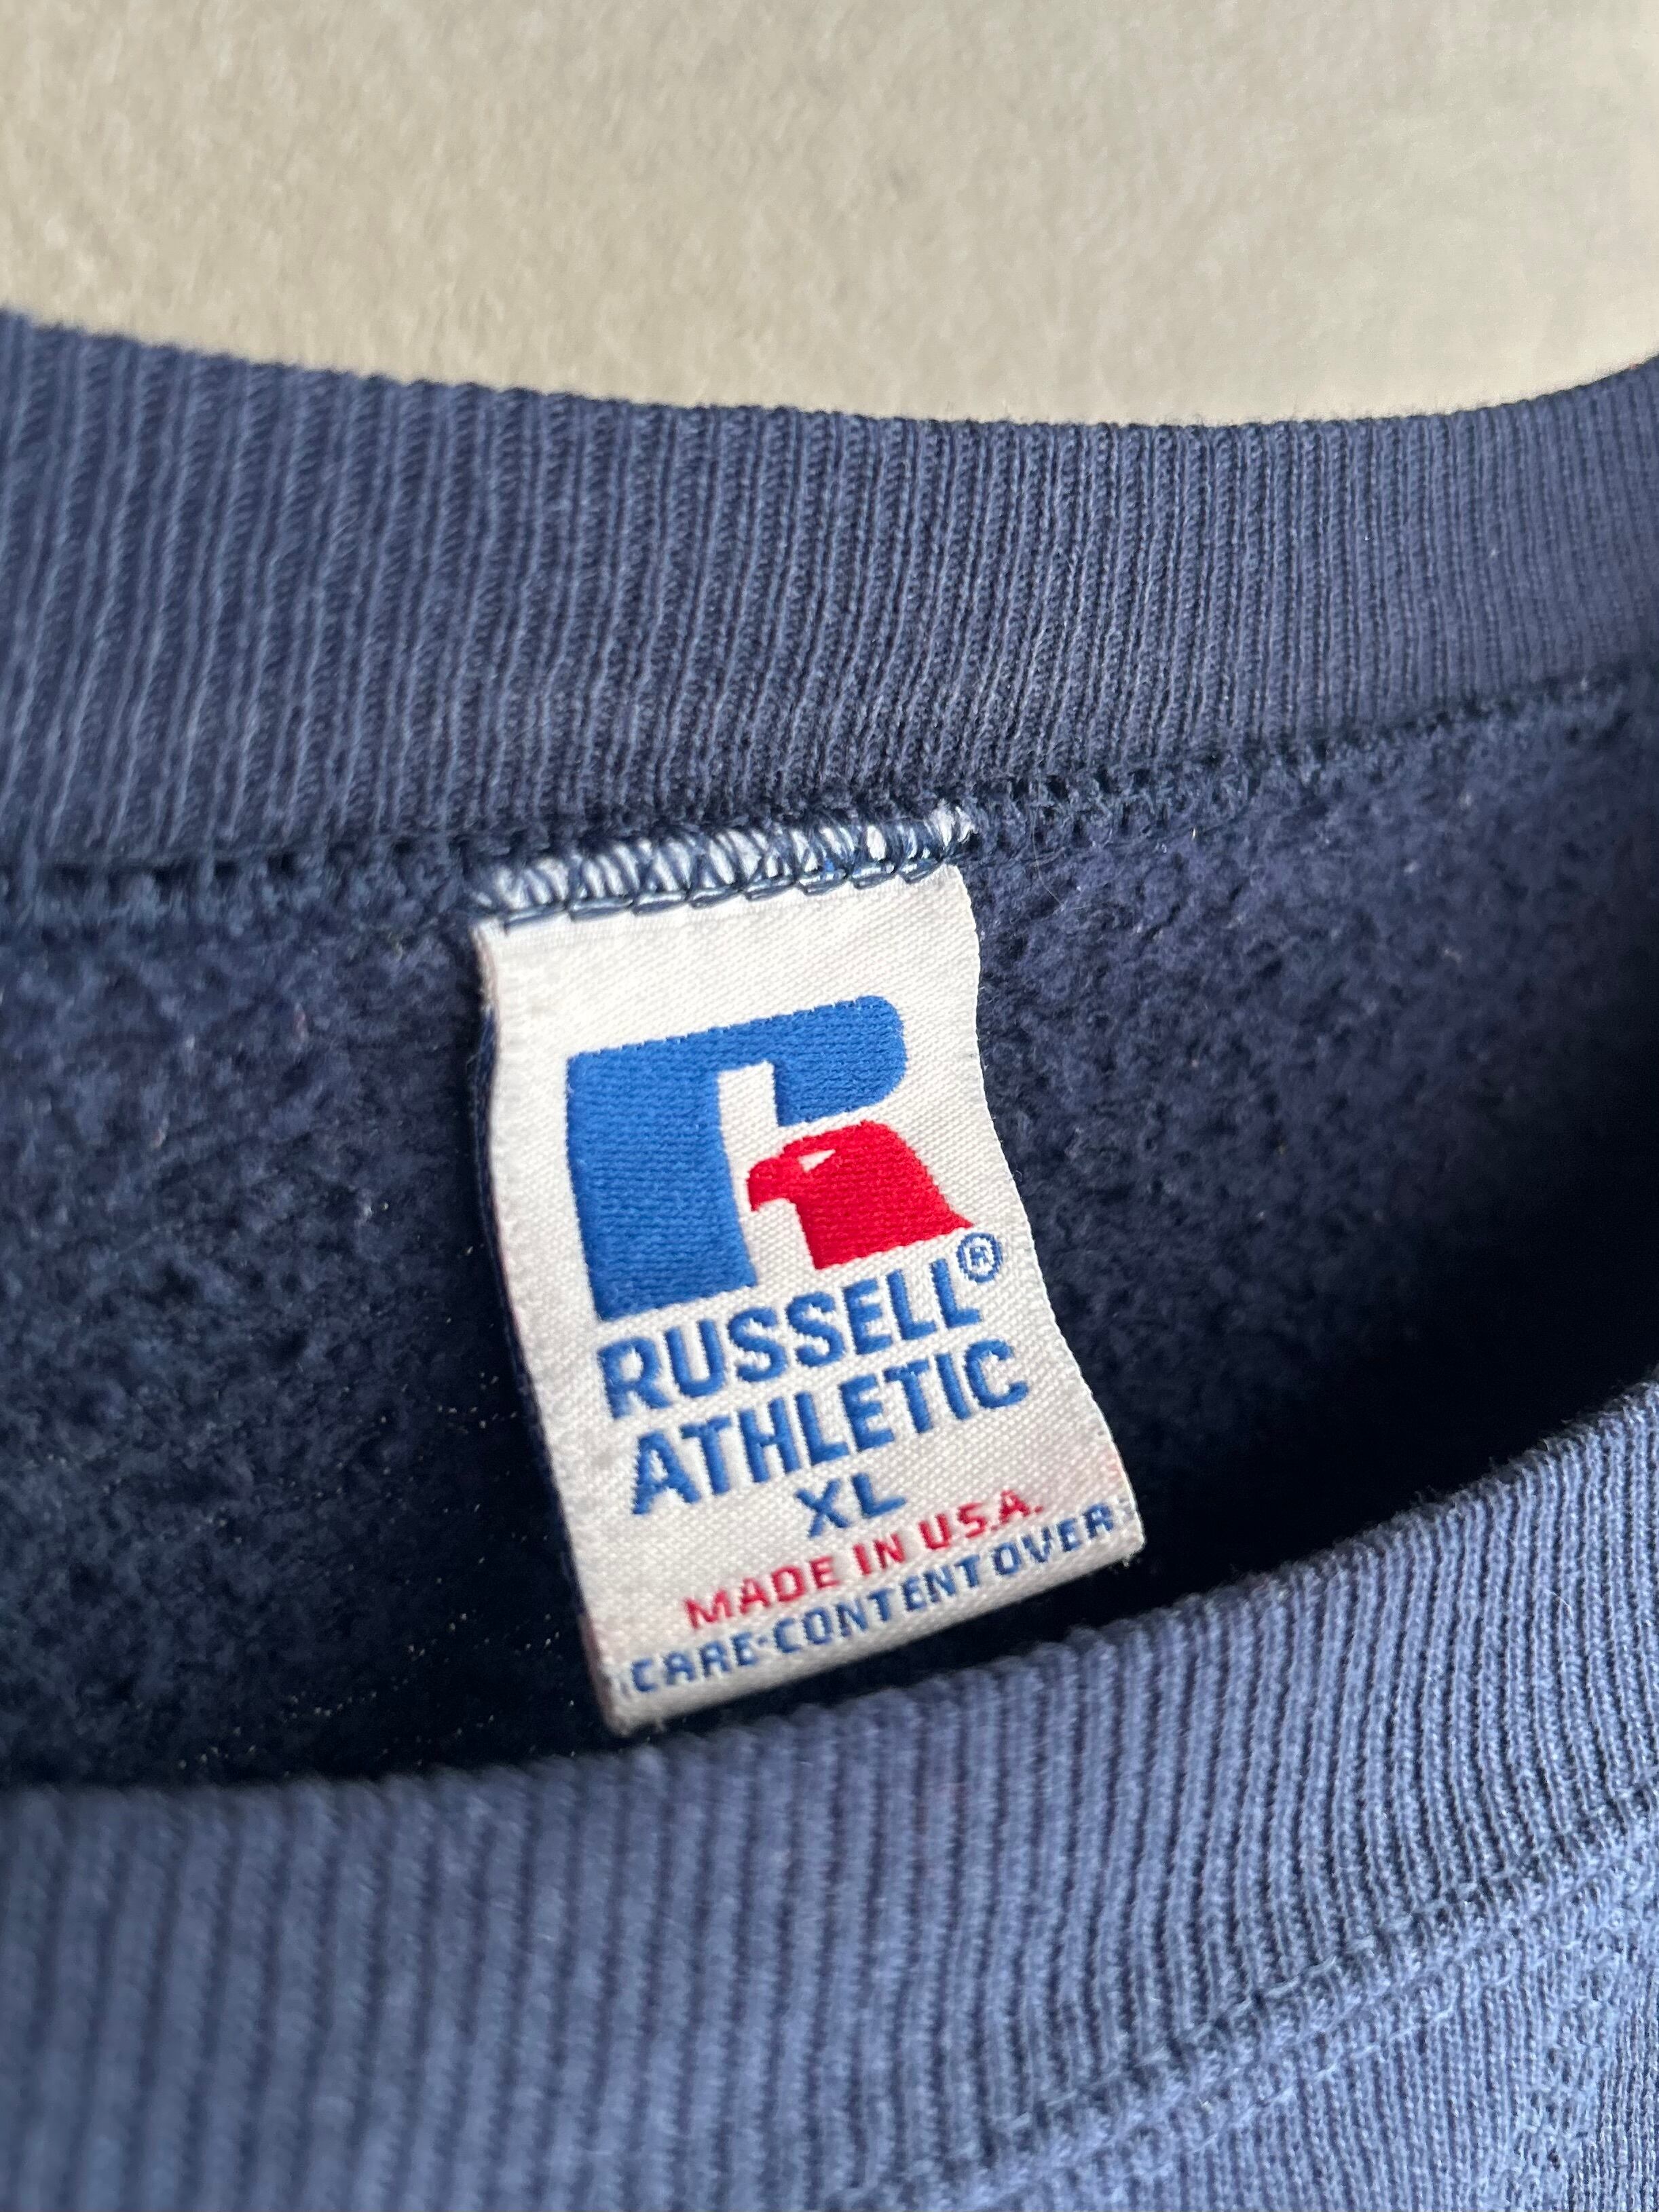 R
RUSSELL®
ATHLETIC
XL
MADE IN U.S.A.
CARE-CONTENT OVER